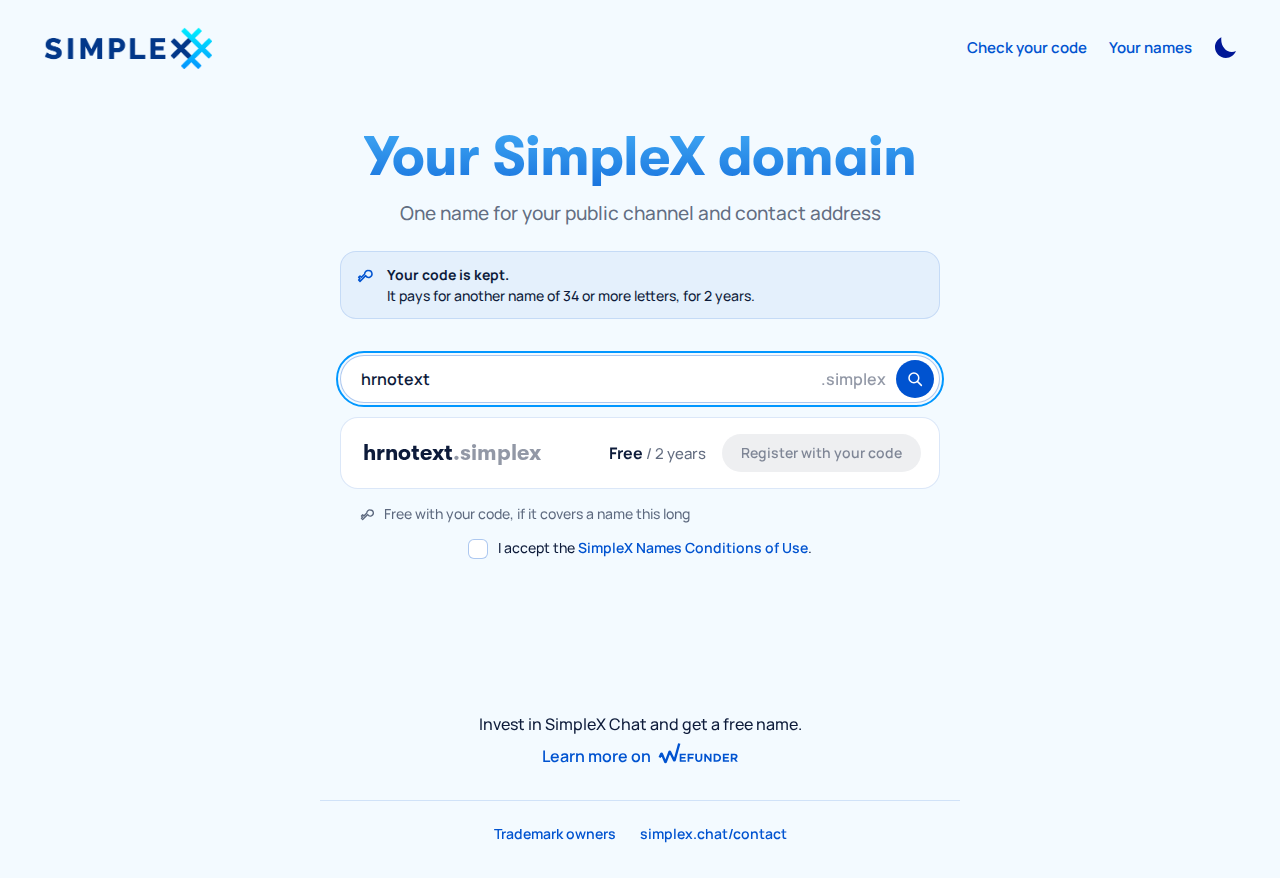 SIMPLEX
Check your code
Your names
Your SimpleX domain
One name for your public channel and contact address
Your code is kept.
It pays for another name of 34 or more letters, for 2 years.
hrnotext .simplex
hrnotext.simplex Free / 2 years Register with your code
Free with your code, if it covers a name this long
I accept the SimpleX Names Conditions of Use.
Invest in SimpleX Chat and get a free name.
Learn more on WEFUNDER
Trademark owners simplex.chat/contact